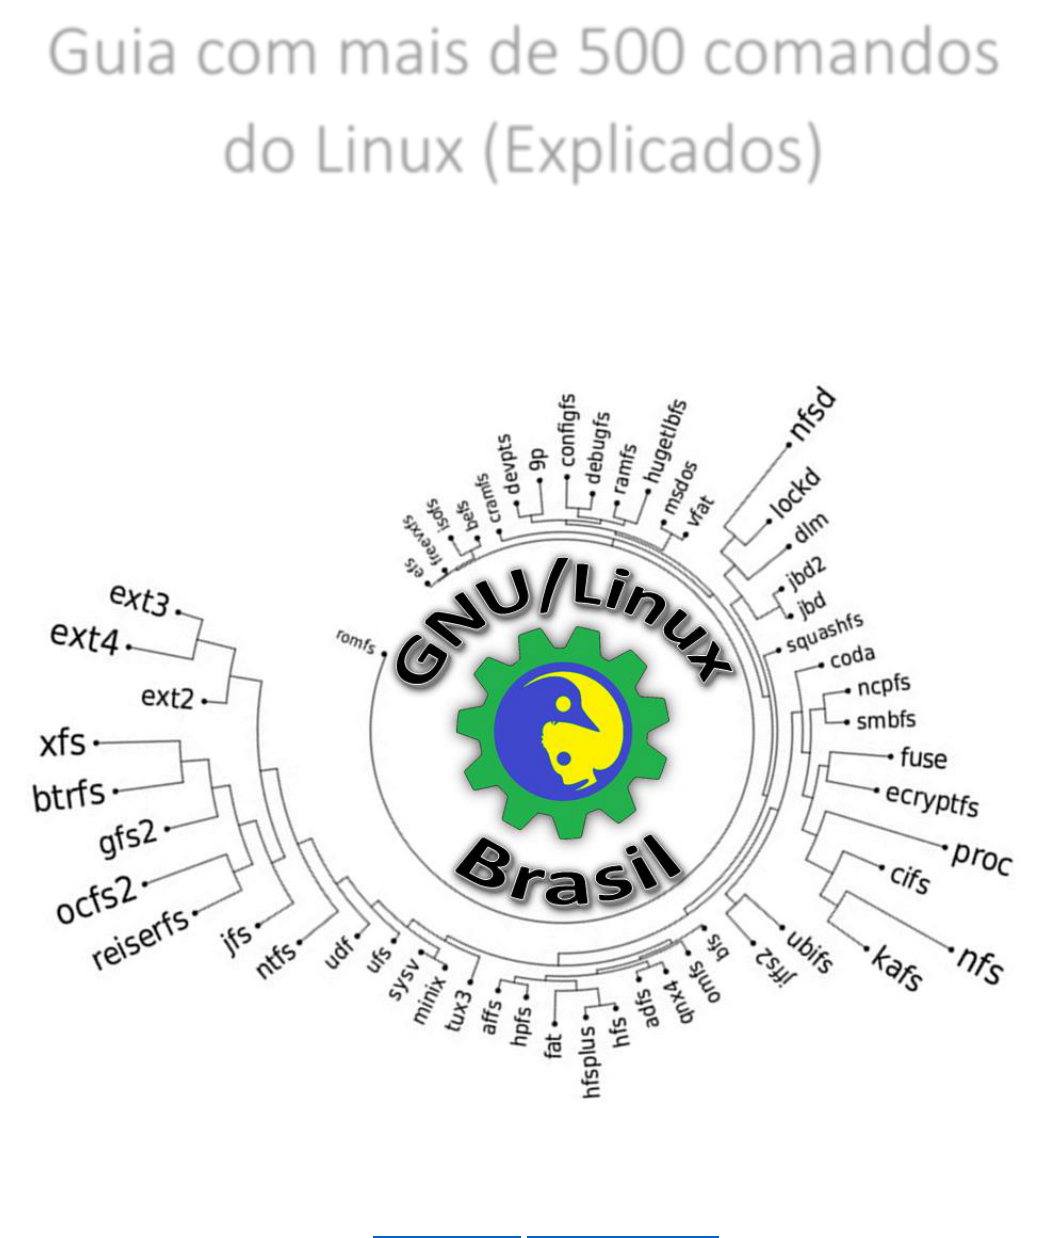 Guia com mais de 500 comandos
do Linux (Explicados)
nfsd
lockd
dlm
jbd2
jbd
squashfs
coda
ncpfs
smbfs
fuse
ecryptfs
proc
cifs
nfs
kafs
ubifs
jffs2
bfs
omfs
qnx4
adfs
hfs
hfsplus
fat
hpfs
affs
tux3
minix
sysv
ufs
udf
ntfs
jfs
reiserfs
ocfs2
gfs2
btrfs
xfs
ext2
ext4
ext3
romfs
efs
freevxfs
isofs
befs
cramfs
devpts
9p
configfs
debugfs
ramfs
hugetlbfs
msdos
vfat
GNU/Linux
Brasil